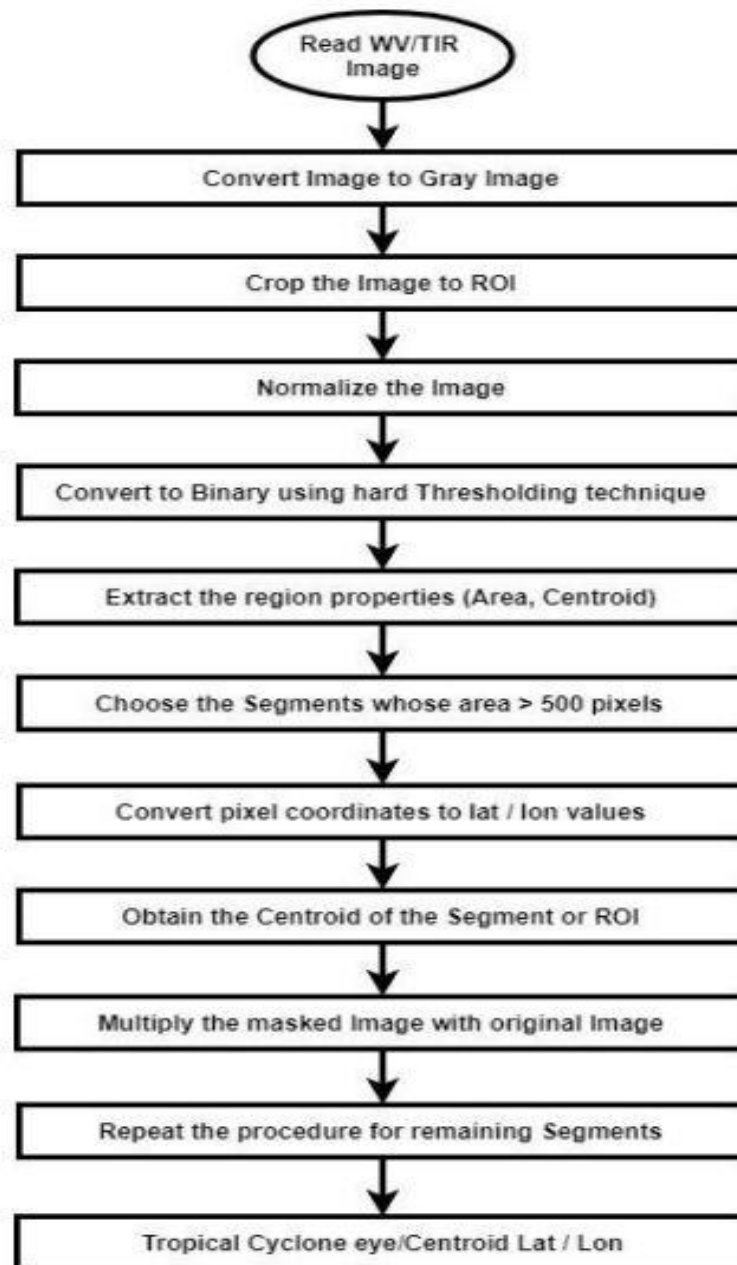 Read WV/TIR
Image
Convert Image to Gray Image
Crop the Image to ROI
Normalize the Image
Convert to Binary using hard Thresholding technique
Extract the region properties (Area, Centroid)
Choose the Segments whose area > 500 pixels
Convert pixel coordinates to lat / lon values
Obtain the Centroid of the Segment or ROI
Multiply the masked Image with original Image
Repeat the procedure for remaining Segments
Tropical Cyclone eye/Centroid Lat / Lon